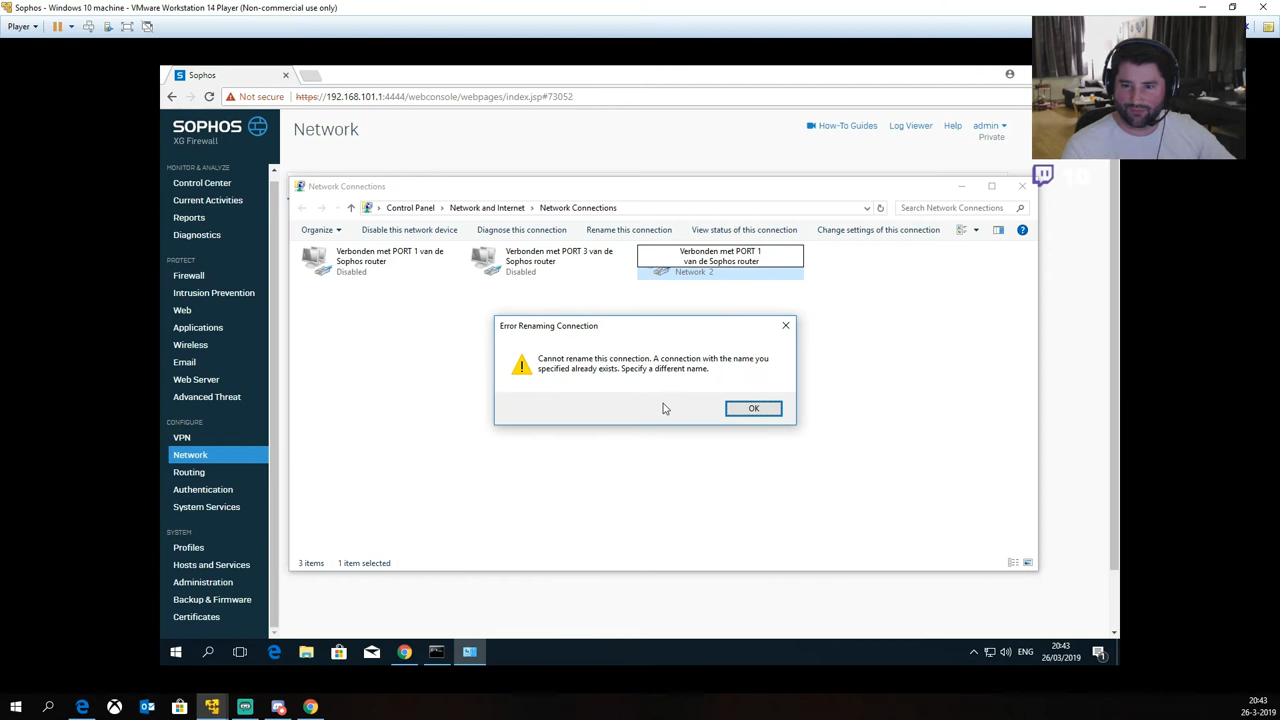 Sophos - Windows 10 machine - VMware Workstation 14 Player (Non-commercial use only)
Player
Sophos
Not secure
https://192.168.101.1:4444/webconsole/webpages/index.jsp#73052
SOPHOS
XG Firewall
Network
How-To Guides
Log Viewer
Help
admin
Private
MONITOR & ANALYZE
Control Center
Current Activities
Reports
Diagnostics
PROTECT
Firewall
Intrusion Prevention
Web
Applications
Wireless
Email
Web Server
Advanced Threat
CONFIGURE
VPN
Network
Routing
Authentication
System Services
SYSTEM
Profiles
Hosts and Services
Administration
Backup & Firmware
Certificates
Network Connections
Control Panel
Network and Internet
Network Connections
Search Network Connections
Organize
Disable this network device
Diagnose this connection
Rename this connection
View status of this connection
Change settings of this connection
Verbonden met PORT 1 van de
Sophos router
Disabled
Verbonden met PORT 3 van de
Sophos router
Disabled
Verbonden met PORT 1
van de Sophos router
Network 2
Error Renaming Connection
Cannot rename this connection. A connection with the name you
specified already exists. Specify a different name.
OK
3 items
1 item selected
ENG
20:43
26/03/2019
20:43
26-3-2019